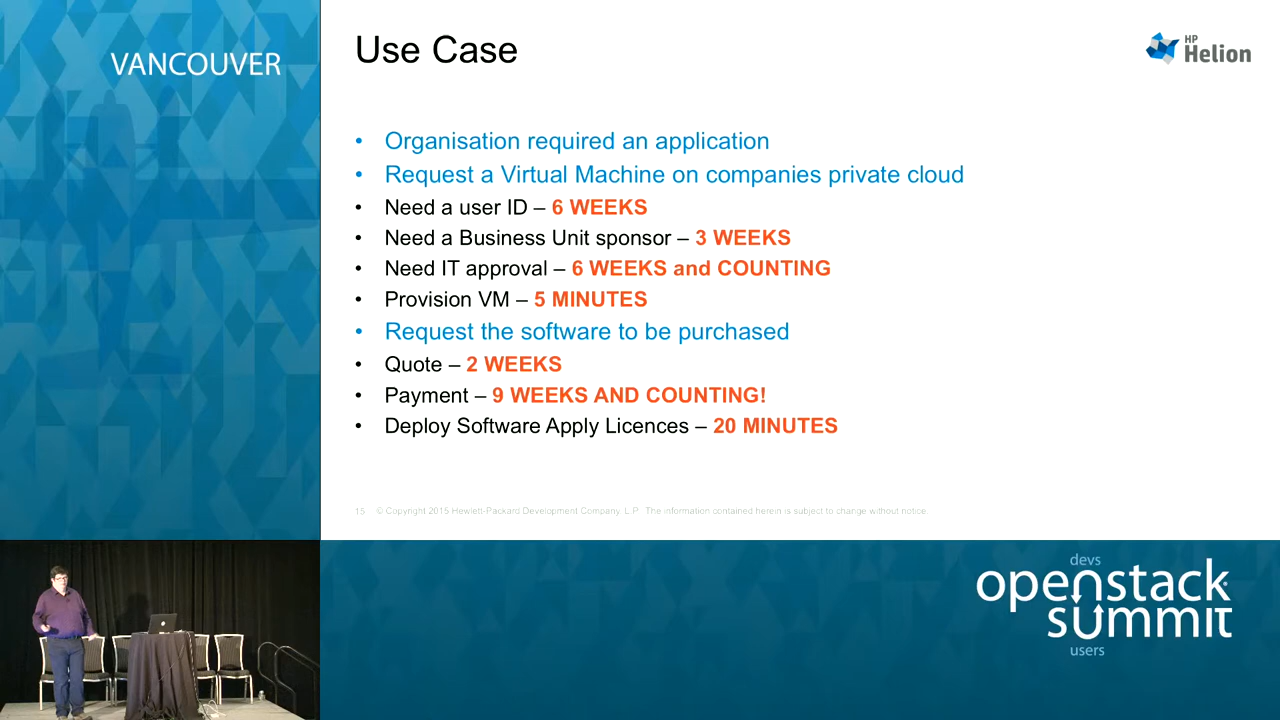 VANCOUVER
Use Case
HP
Helion
• Organisation required an application
• Request a Virtual Machine on companies private cloud
• Need a user ID – 6 WEEKS
• Need a Business Unit sponsor – 3 WEEKS
• Need IT approval – 6 WEEKS and COUNTING
• Provision VM – 5 MINUTES
• Request the software to be purchased
• Quote – 2 WEEKS
• Payment – 9 WEEKS AND COUNTING!
• Deploy Software Apply Licences – 20 MINUTES
15 © Copyright 2015 Hewlett-Packard Development Company, L.P. The information contained herein is subject to change without notice.
devs
openstack
summit
users